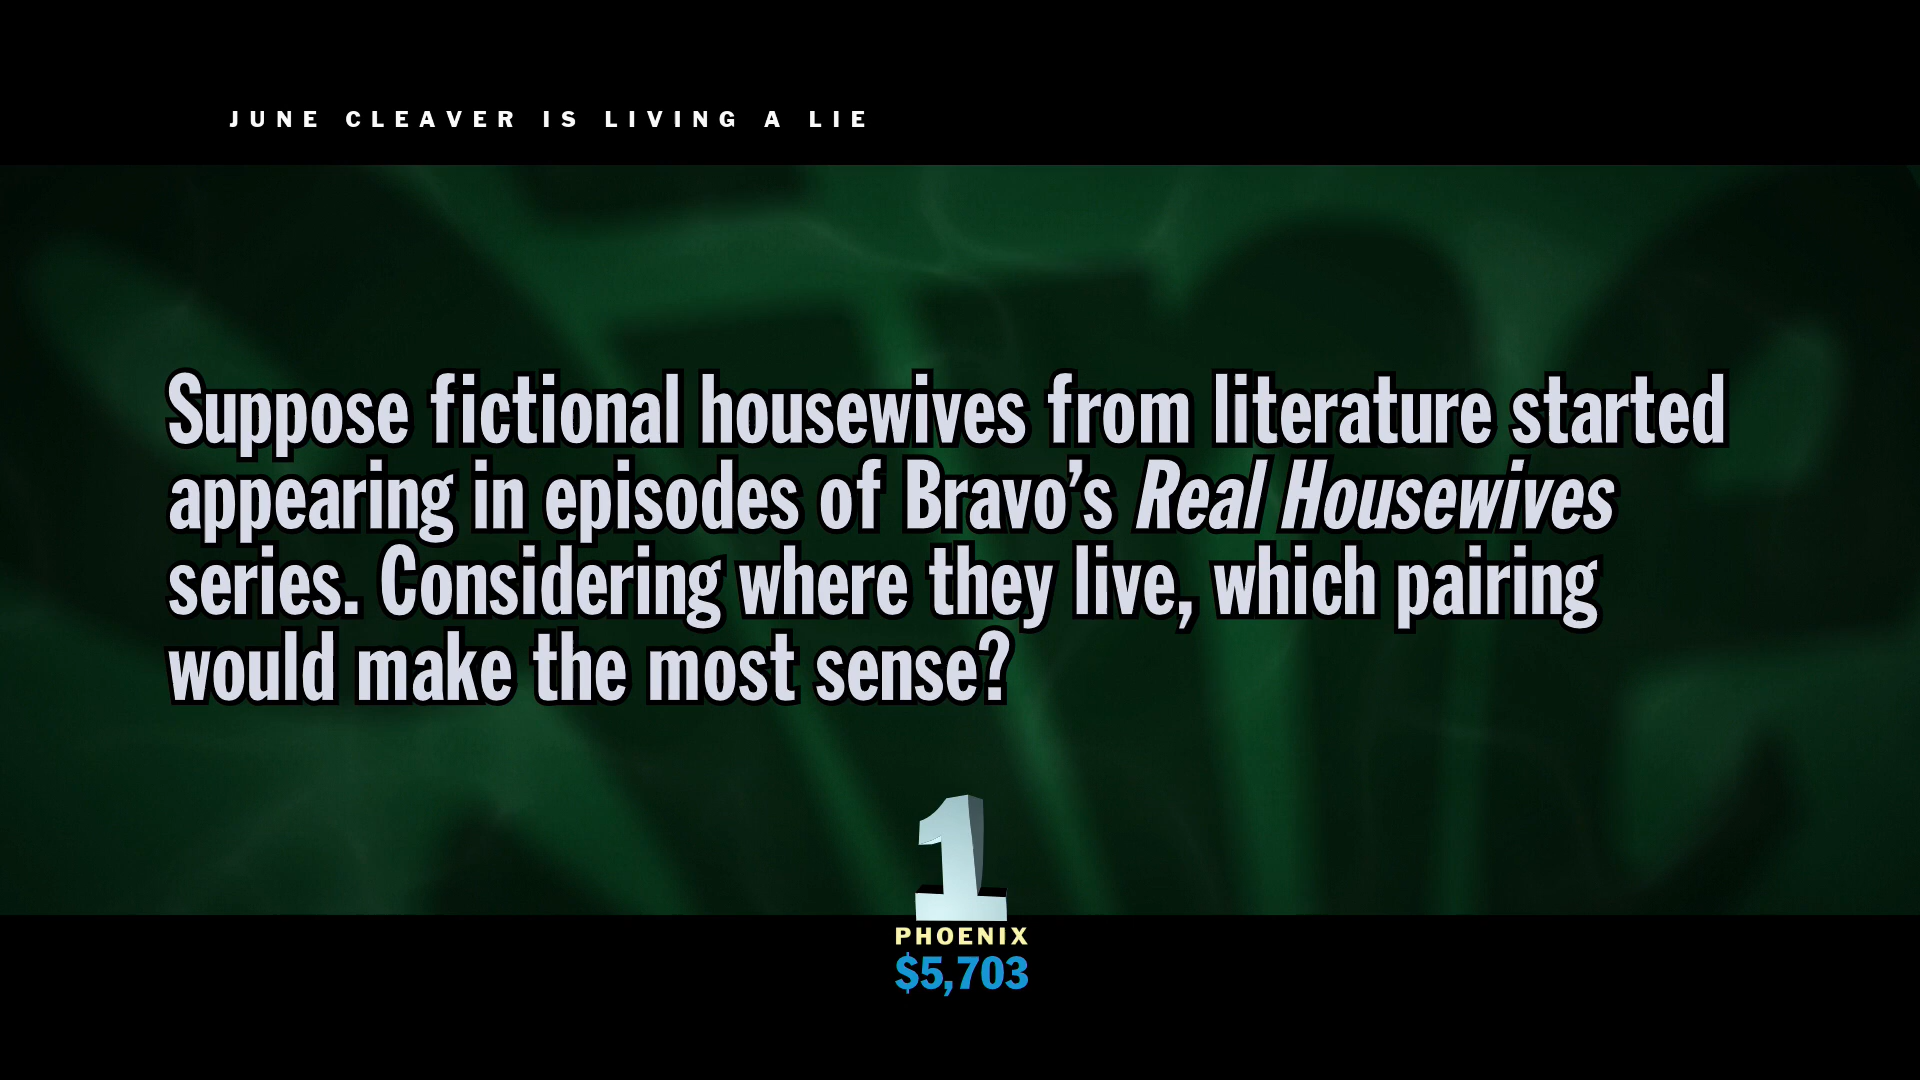 JUNE CLEAVER IS LIVING A LIE
Suppose fictional housewives from literature started
appearing in episodes of Bravo’s Real Housewives
series. Considering where they live, which pairing
would make the most sense?
1
PHOENIX
$5,703